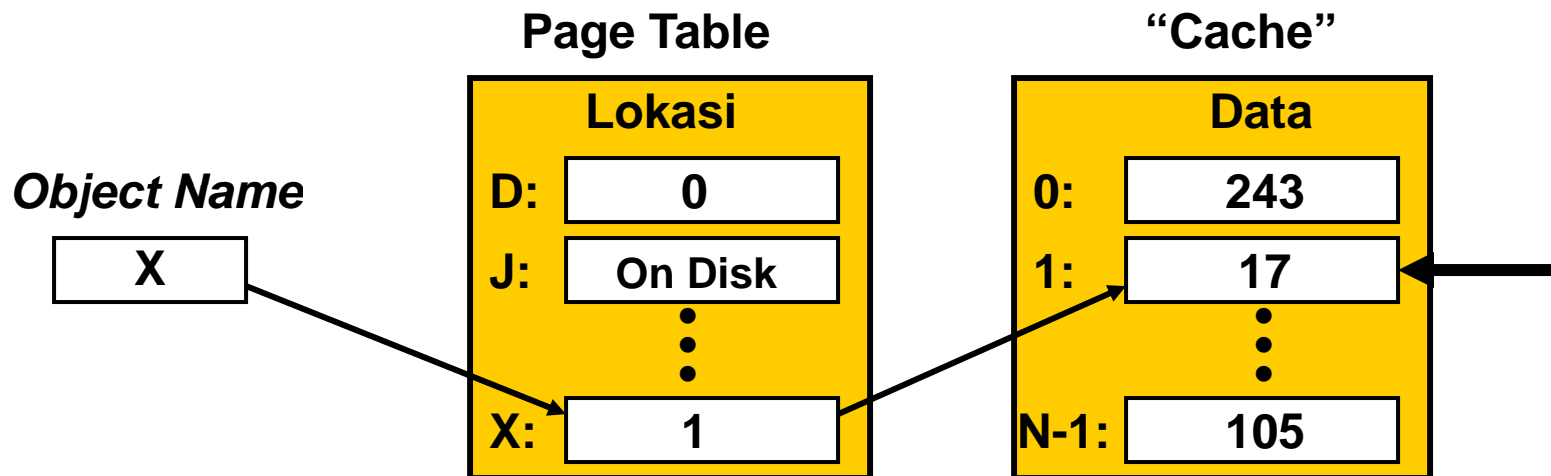 Page Table
“Cache”
Lokasi
Data
Object Name
D: 0
0: 243
X
J: On Disk
1: 17
X: 1
N-1: 105